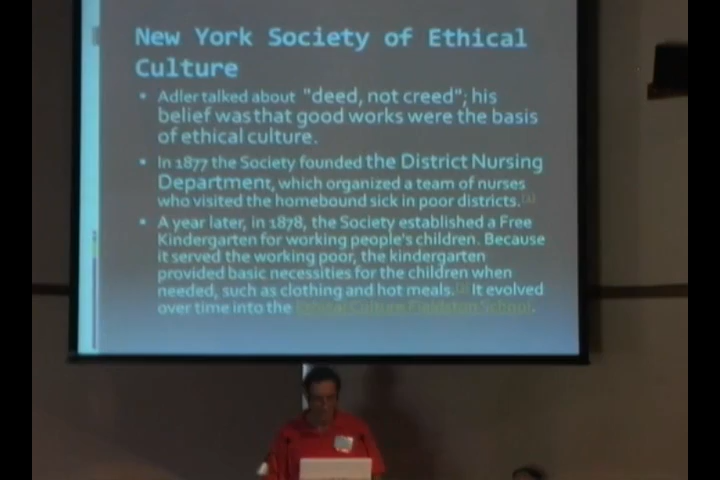 New York Society of Ethical
Culture
• Adler talked about "deed, not creed"; his
belief was that good works were the basis
of ethical culture.
• In 1877 the Society founded the District Nursing
Department, which organized a team of nurses
who visited the homebound sick in poor districts.
• A year later, in 1878, the Society established a Free
Kindergarten for working people's children. Because
it served the working poor, the kindergarten
provided basic necessities for the children when
needed, such as clothing and hot meals. It evolved
over time into the Ethical Culture Fieldston School.